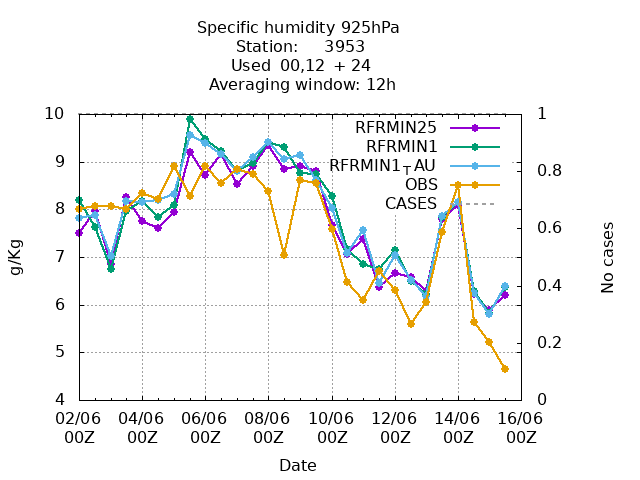 Specific humidity 925hPa
Station: 3953
Used 00,12 + 24
Averaging window: 12h
10 1
RFRMIN25
RFRMIN1
9
RFRMIN1TAU
0.8
OBS
8 CASES
0.6
7
g/Kg No cases
0.4
6
5 0.2
4 0
02/06 04/06 06/06 08/06 10/06 12/06 14/06 16/06
00Z 00Z 00Z 00Z 00Z 00Z 00Z 00Z
Date